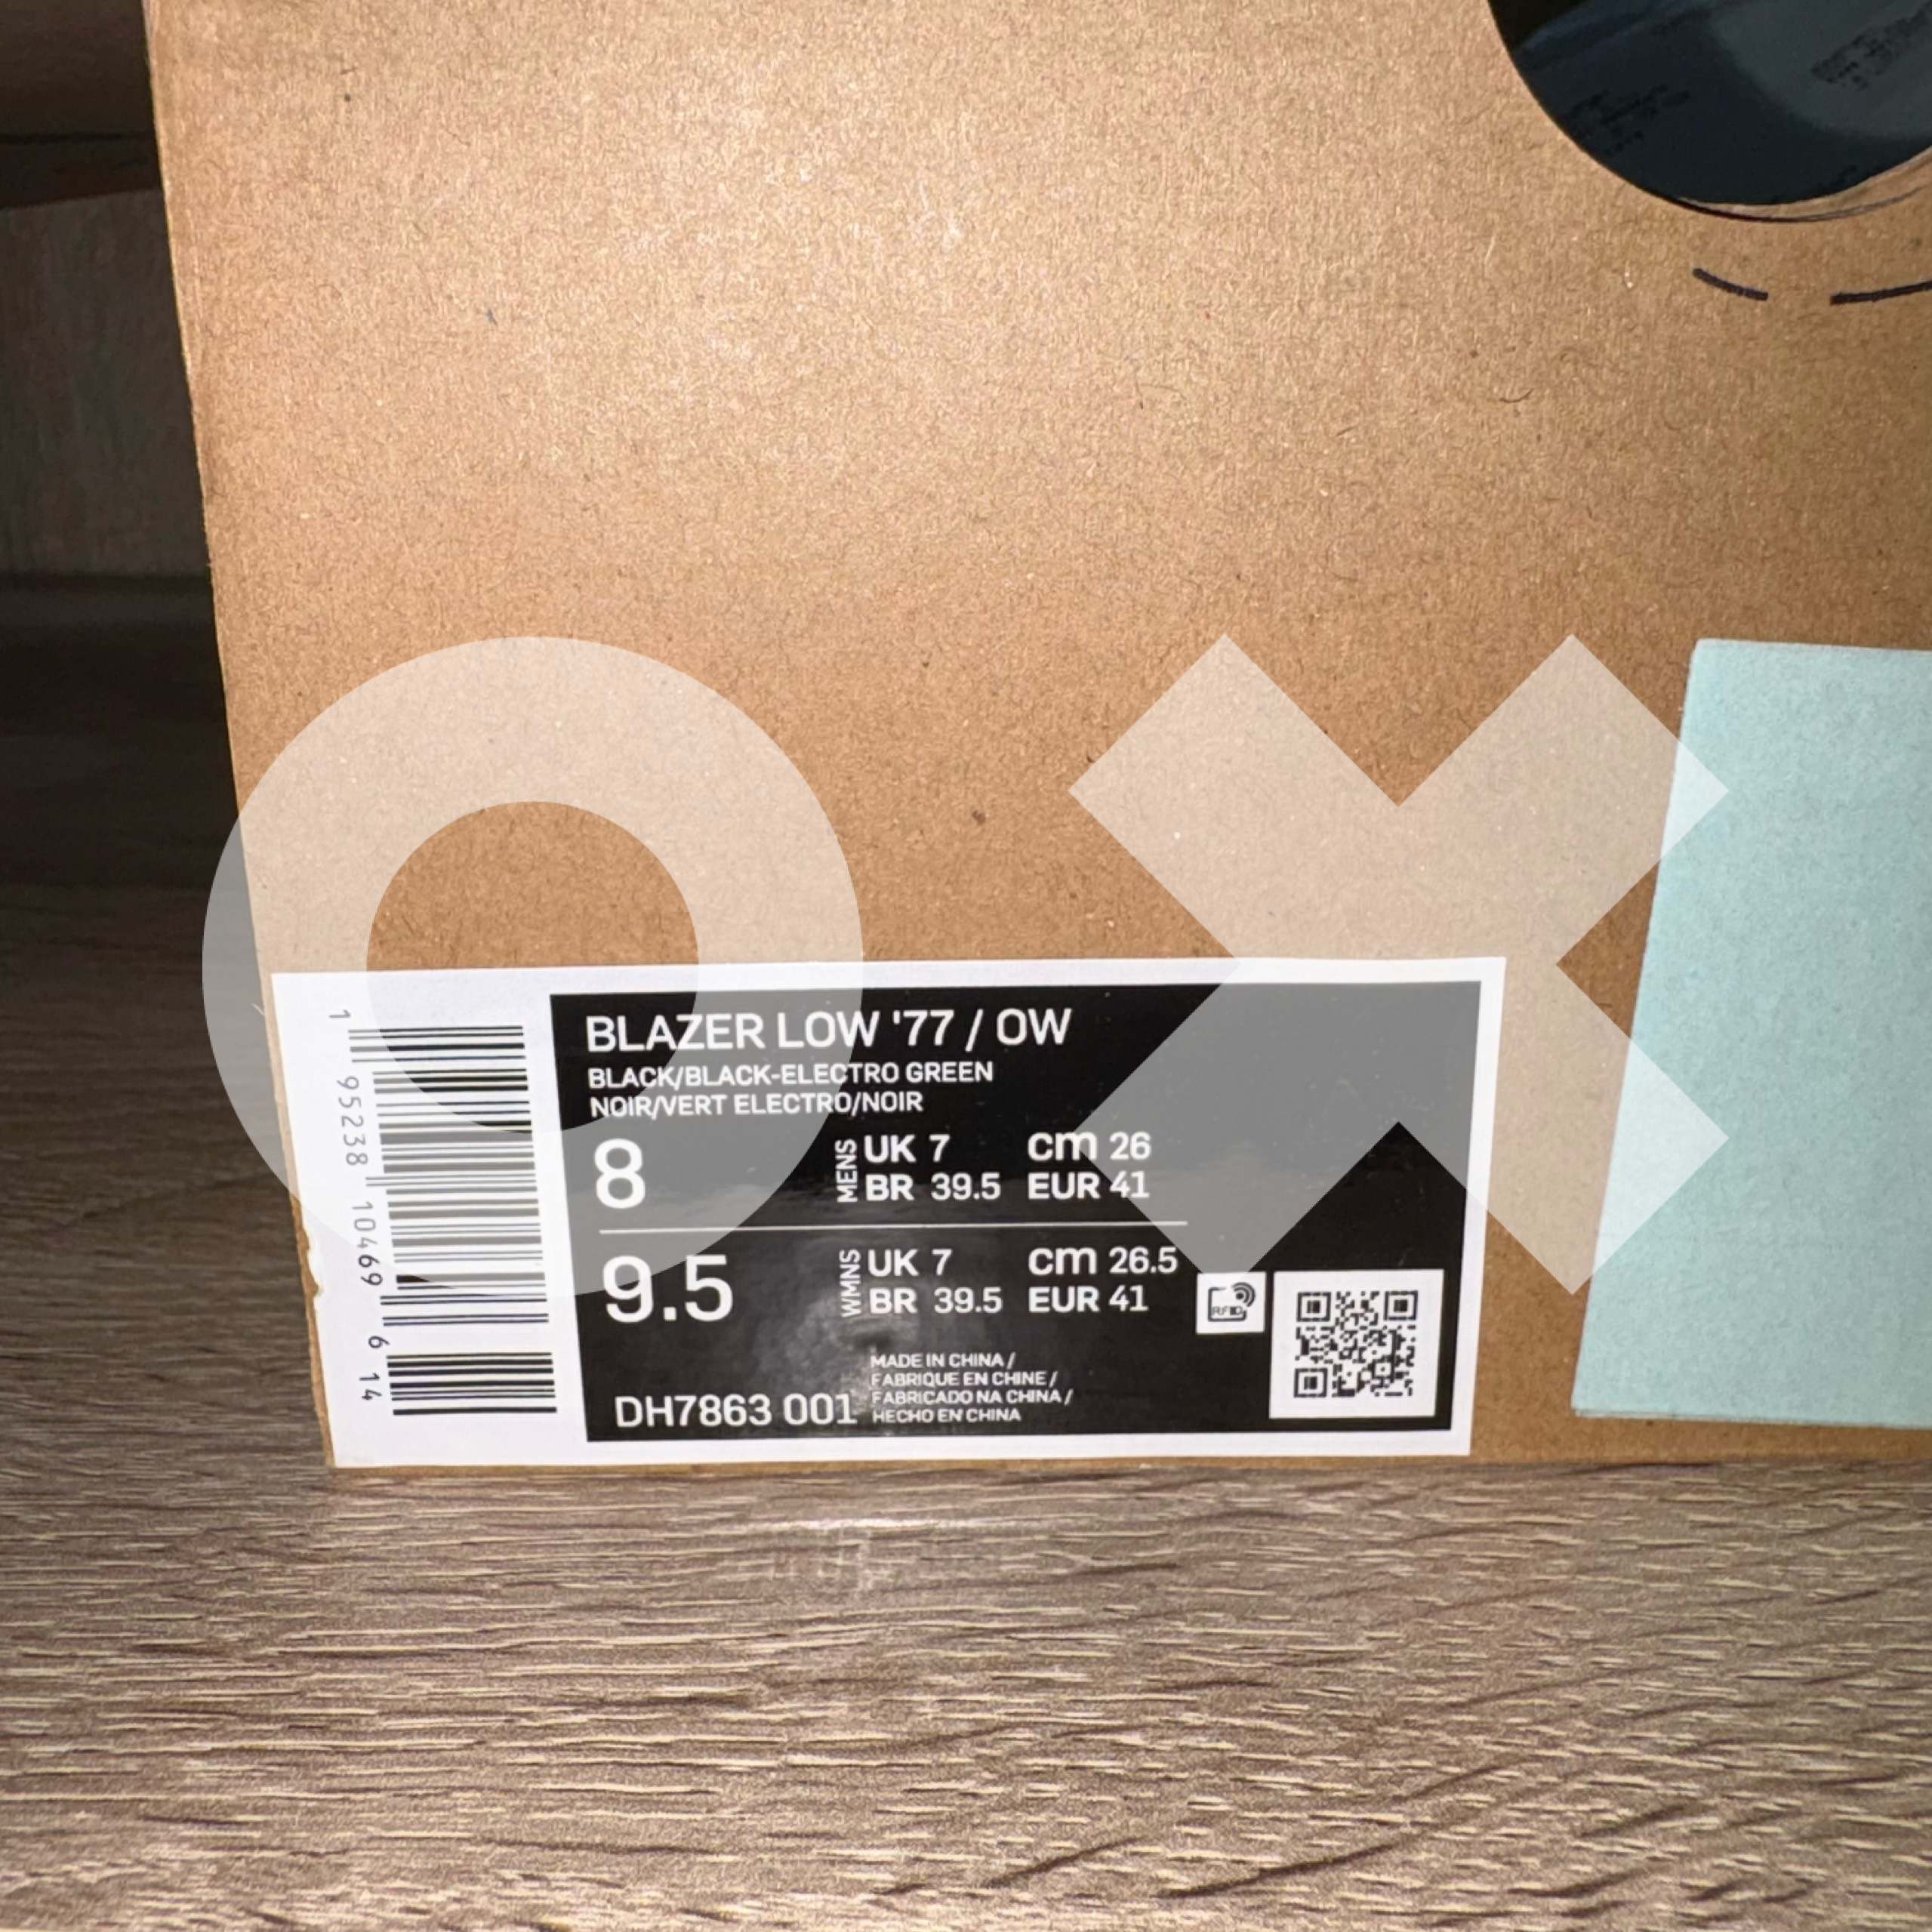 BLAZER LOW '77 / OW
BLACK/BLACK-ELECTRO GREEN
NOIR/VERT ELECTRO/NOIR
8 MENS UK 7 cm 26
BR 39.5 EUR 41
9.5 WMNS UK 7 cm 26.5
BR 39.5 EUR 41
RFID
MADE IN CHINA /
FABRIQUE EN CHINE /
FABRICADO NA CHINA /
HECHO EN CHINA
DH7863 001
1 95238 10469 6 14
OX